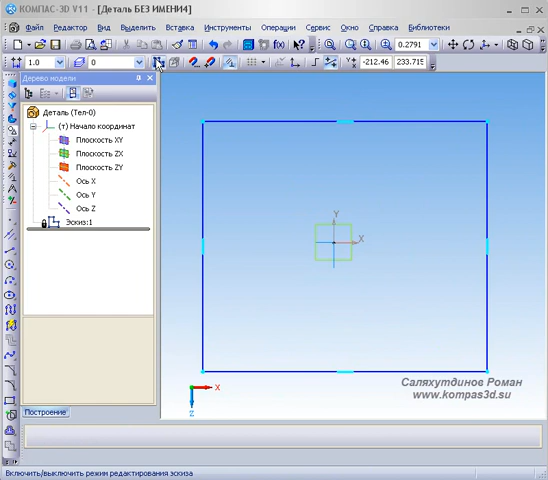 КОМПАС-3D V11 - [Деталь БЕЗ ИМЕНИ4]
Файл Редактор Вид Выделить Вставка Инструменты Операции Сервис Окно Справка Библиотеки
f(x) 0.2791
1.0 0 -212.46 233.715
Дерево модели
Деталь (Тел-0)
(т) Начало координат
Плоскость XY
Плоскость ZX
Плоскость ZY
Ось X
Ось Y
Ось Z
Эскиз:1
Y
X
X
Z
Саляхутдинов Роман
www.kompas3d.su
Построение
Включить/выключить режим редактирования эскиза